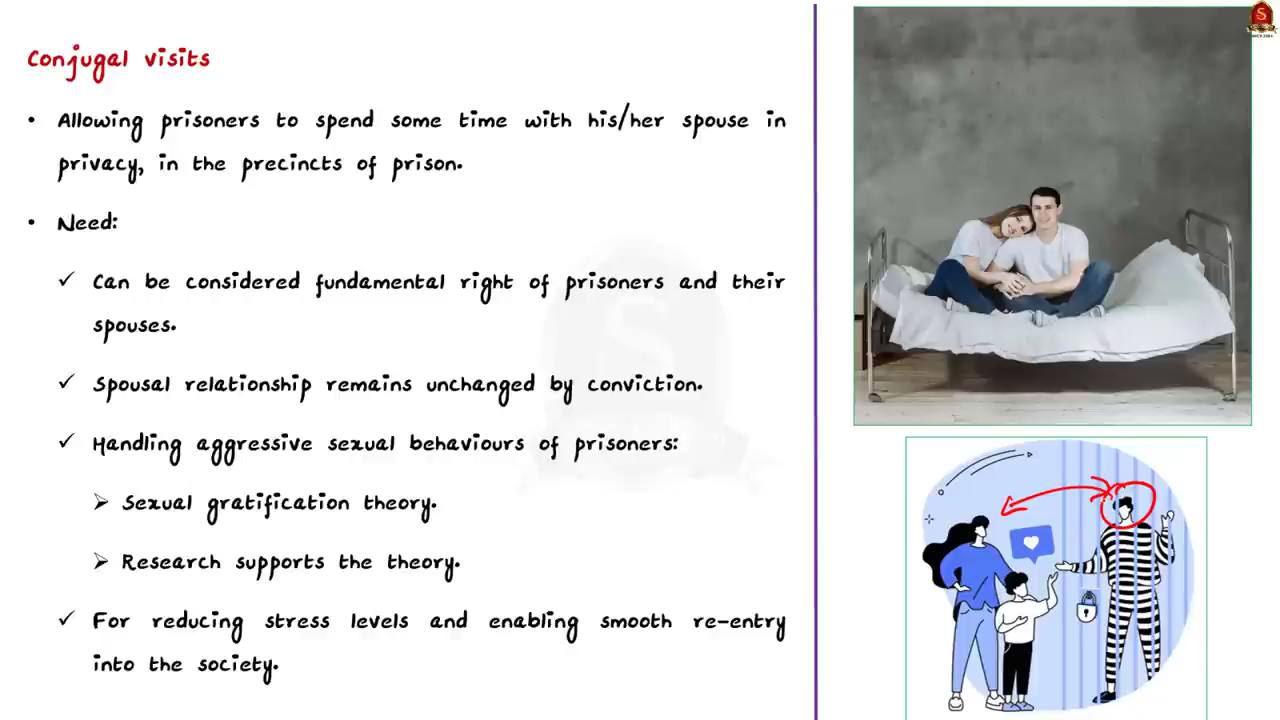 Conjugal visits
• Allowing prisoners to spend some time with his/her spouse in
privacy, in the precincts of prison.
• Need:
✓ Can be considered fundamental right of prisoners and their
spouses.
✓ Spousal relationship remains unchanged by conviction.
✓ Handling aggressive sexual behaviours of prisoners:
➢ Sexual gratification theory.
➢ Research supports the theory.
✓ For reducing stress levels and enabling smooth re-entry
into the society.
S